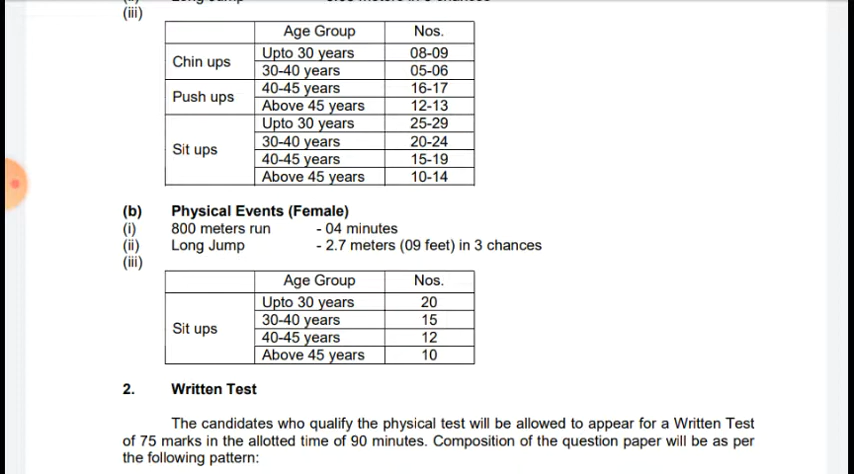 (iii)
Age Group Nos.
Chin ups
Upto 30 years 08-09
30-40 years 05-06
Push ups
40-45 years 16-17
Above 45 years 12-13
Sit ups
Upto 30 years 25-29
30-40 years 20-24
40-45 years 15-19
Above 45 years 10-14
(b) Physical Events (Female)
(i) 800 meters run - 04 minutes
(ii) Long Jump - 2.7 meters (09 feet) in 3 chances
(iii)
Age Group Nos.
Sit ups
Upto 30 years 20
30-40 years 15
40-45 years 12
Above 45 years 10
2. Written Test
The candidates who qualify the physical test will be allowed to appear for a Written Test
of 75 marks in the allotted time of 90 minutes. Composition of the question paper will be as per
the following pattern: